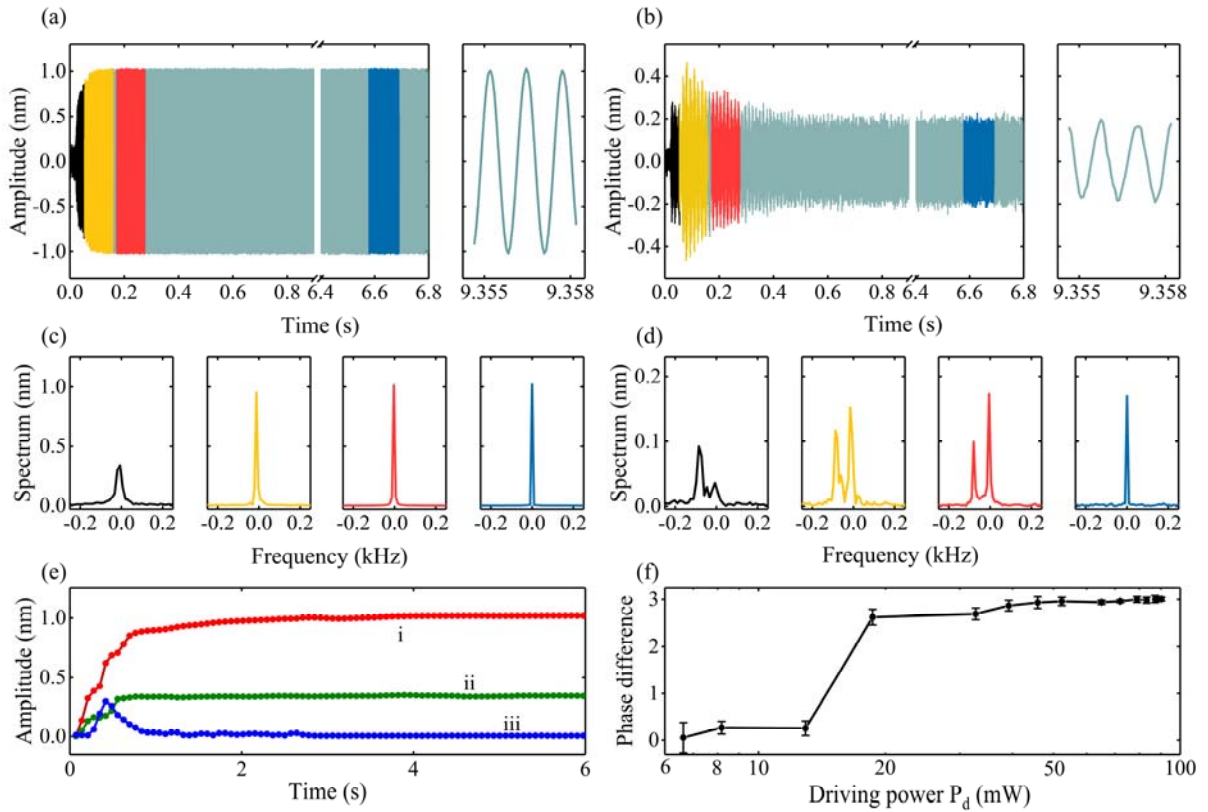 (a)
Amplitude (nm)
1.0
0.5
0.0
-0.5
-1.0
0.0 0.2 0.4 0.6 0.8 6.4 6.6 6.8
9.355 9.358
Time (s)
(b)
Amplitude (nm)
0.4
0.2
0.0
-0.2
-0.4
0.0 0.2 0.4 0.6 0.8 6.4 6.6 6.8
9.355 9.358
Time (s)
(c)
Spectrum (nm)
1.0
0.5
0.0
-0.2 0.0 0.2 -0.2 0.0 0.2 -0.2 0.0 0.2 -0.2 0.0 0.2
Frequency (kHz)
(d)
Spectrum (nm)
0.2
0.1
0.0
-0.2 0.0 0.2 -0.2 0.0 0.2 -0.2 0.0 0.2 -0.2 0.0 0.2
Frequency (kHz)
(e)
Amplitude (nm)
1.0
0.5
0.0
i
ii
iii
0 2 4 6
Time (s)
(f)
Phase difference
3
2
1
0
6 8 10 20 50 100
Driving power P_d (mW)